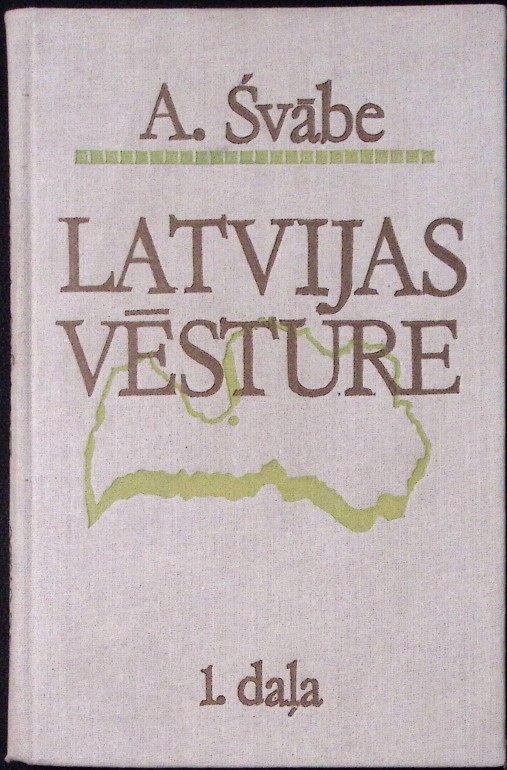 A. Švābe
LATVIJAS
VĒSTURE
1. daļa